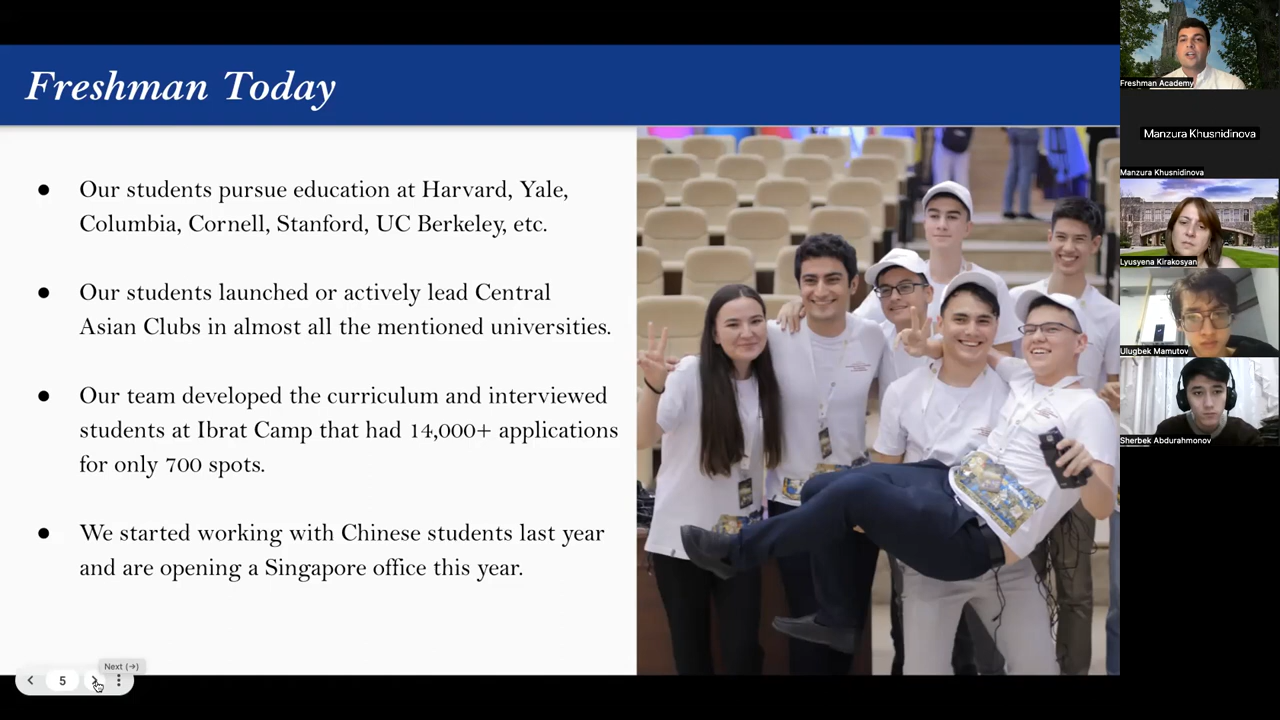 Freshman Today
● Our students pursue education at Harvard, Yale,
Columbia, Cornell, Stanford, UC Berkeley, etc.
● Our students launched or actively lead Central
Asian Clubs in almost all the mentioned universities.
● Our team developed the curriculum and interviewed
students at Ibrat Camp that had 14,000+ applications
for only 700 spots.
● We started working with Chinese students last year
and are opening a Singapore office this year.
Next (→)
5
Freshman Academy
Manzura Khusnidinova
Manzura Khusnidinova
Lyusyena Kirakosyan
Ulugbek Mamutov
Sherbek Abdurahmonov